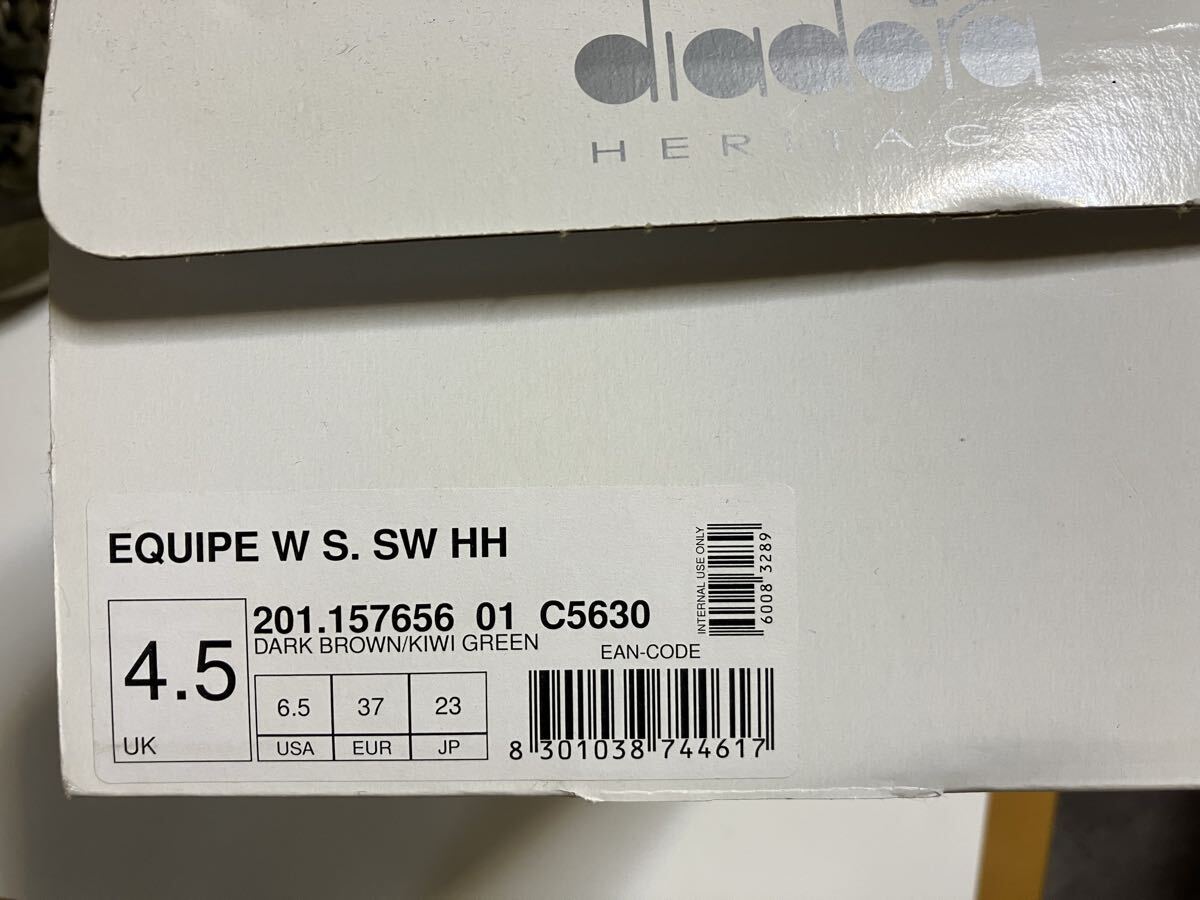 diadora
HERITAGE
EQUIPE W S. SW HH
INTERNAL USE ONLY
6008 3289
201.157656 01 C5630
DARK BROWN/KIWI GREEN
EAN-CODE
4.5
UK
6.5 37 23
USA EUR JP
8 301038 744617